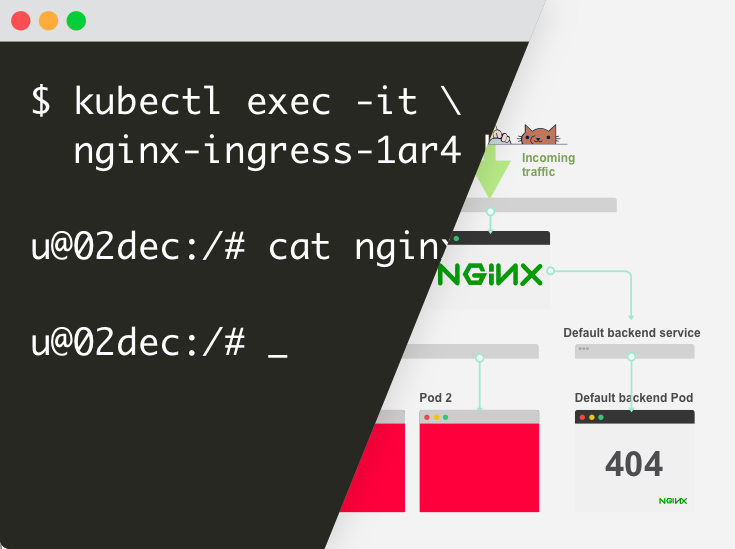 $ kubectl exec -it \
nginx-ingress-1ar4
Incoming
traffic
u@02dec:/# cat
NGINX
Default backend service
u@02dec:/# _
Pod 2
Default backend Pod
404
NGINX